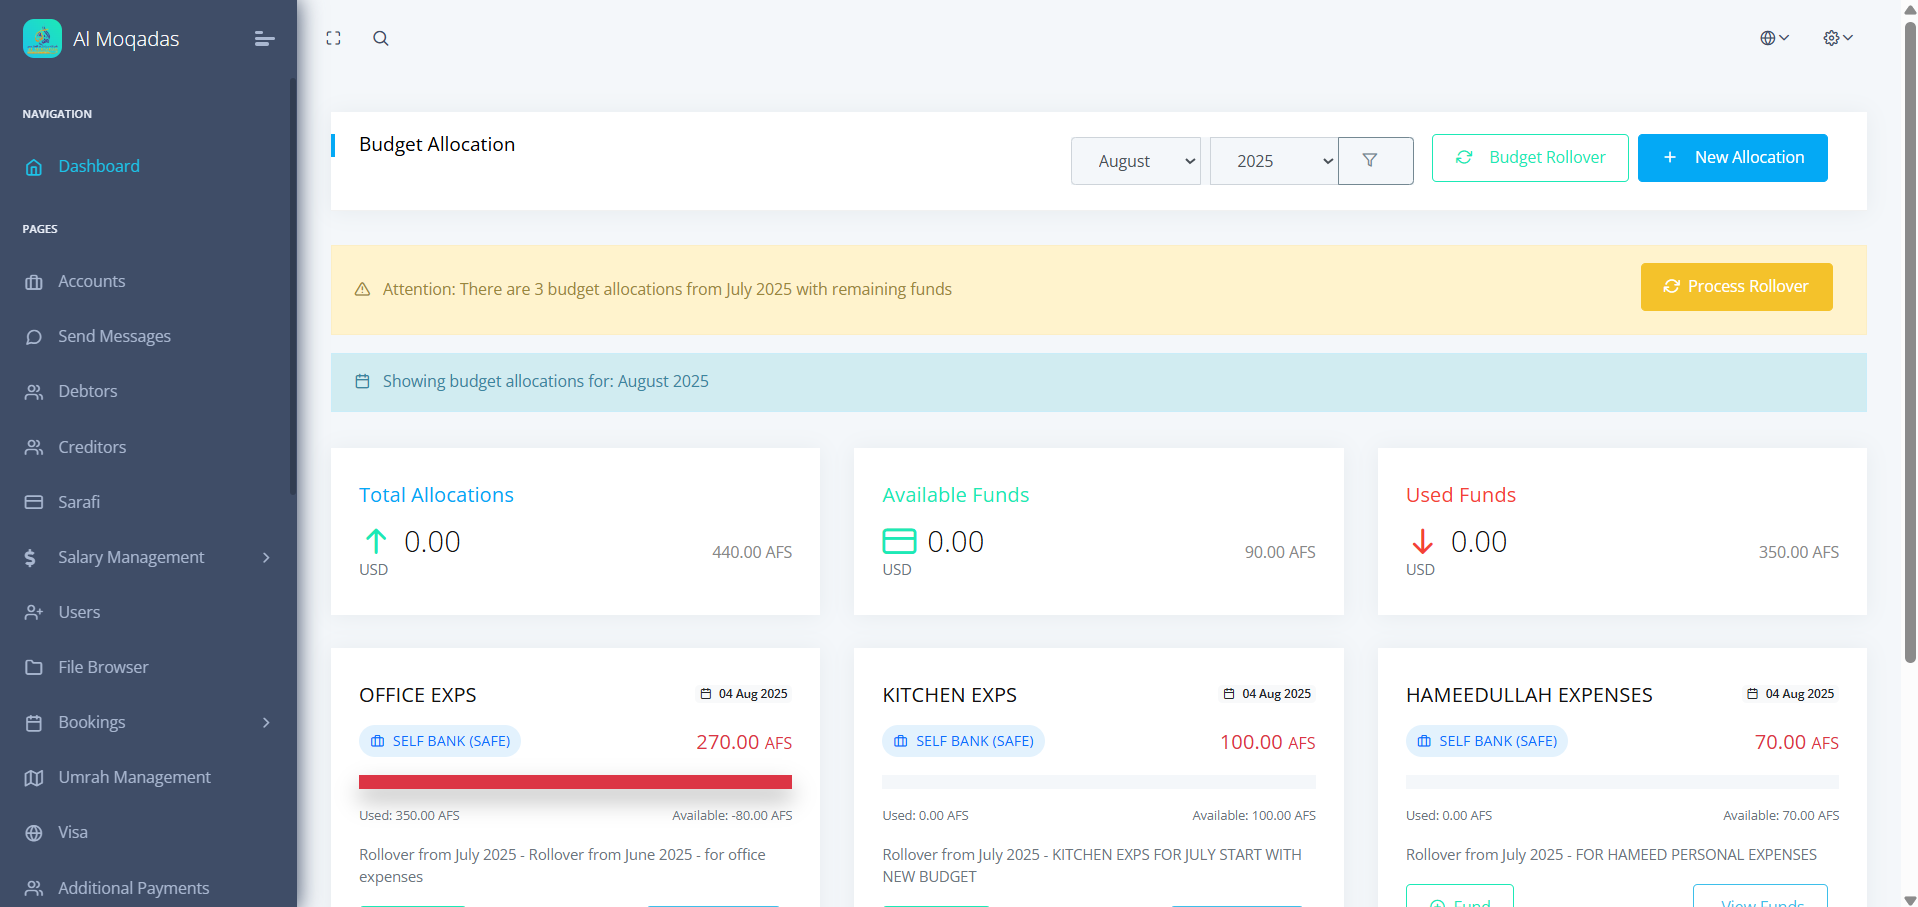 Al Moqadas
NAVIGATION
Dashboard
PAGES
Accounts
Send Messages
Debtors
Creditors
Sarafi
Salary Management
Users
File Browser
Bookings
Umrah Management
Visa
Additional Payments
Budget Allocation
August
2025
Budget Rollover
New Allocation
Attention: There are 3 budget allocations from July 2025 with remaining funds
Process Rollover
Showing budget allocations for: August 2025
Total Allocations
0.00
USD
440.00 AFS
Available Funds
0.00
USD
90.00 AFS
Used Funds
0.00
USD
350.00 AFS
OFFICE EXPS
04 Aug 2025
SELF BANK (SAFE)
270.00 AFS
Used: 350.00 AFS
Available: -80.00 AFS
Rollover from July 2025 - Rollover from June 2025 - for office
expenses
KITCHEN EXPS
04 Aug 2025
SELF BANK (SAFE)
100.00 AFS
Used: 0.00 AFS
Available: 100.00 AFS
Rollover from July 2025 - KITCHEN EXPS FOR JULY START WITH
NEW BUDGET
HAMEEDULLAH EXPENSES
04 Aug 2025
SELF BANK (SAFE)
70.00 AFS
Used: 0.00 AFS
Available: 70.00 AFS
Rollover from July 2025 - FOR HAMEED PERSONAL EXPENSES
Fund
View Funds